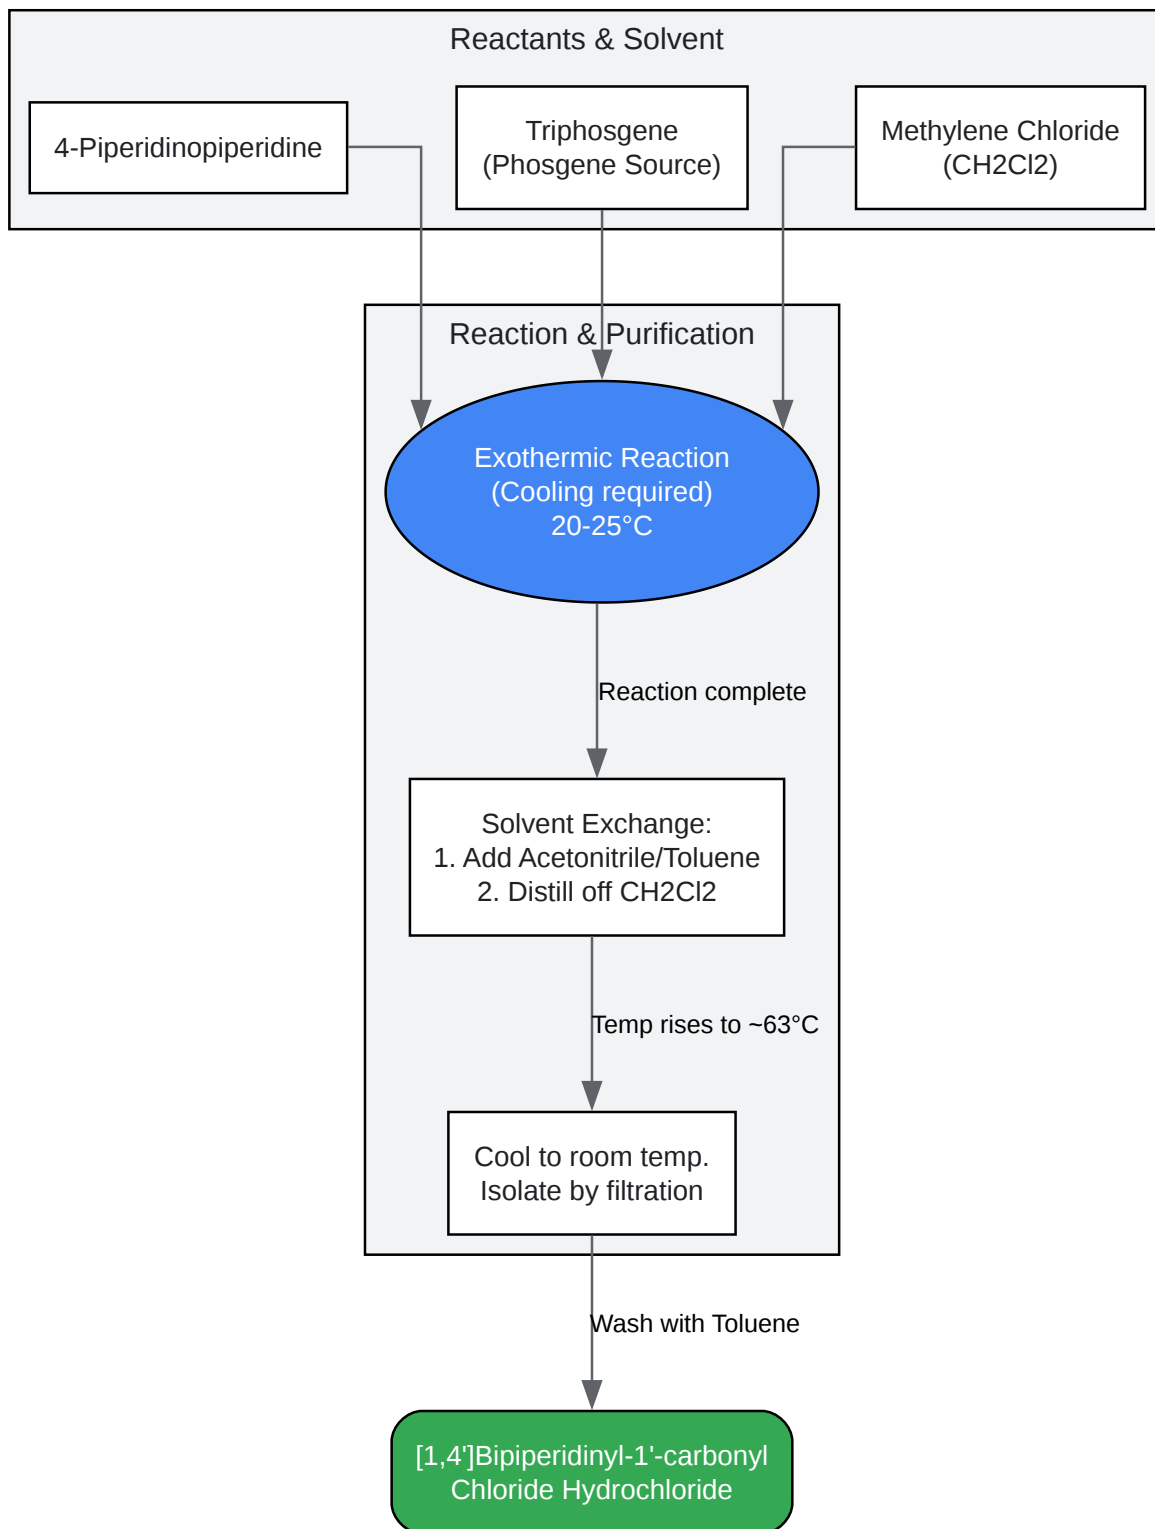 Reactants & Solvent
4-Piperidinopiperidine
Triphosgene
(Phosgene Source)
Methylene Chloride
(CH2Cl2)
Reaction & Purification
Exothermic Reaction
(Cooling required)
20-25°C
Reaction complete
Solvent Exchange:
1. Add Acetonitrile/Toluene
2. Distill off CH2Cl2
Temp rises to ~63°C
Cool to room temp.
Isolate by filtration
Wash with Toluene
[1,4']Bipiperidinyl-1'-carbonyl
Chloride Hydrochloride